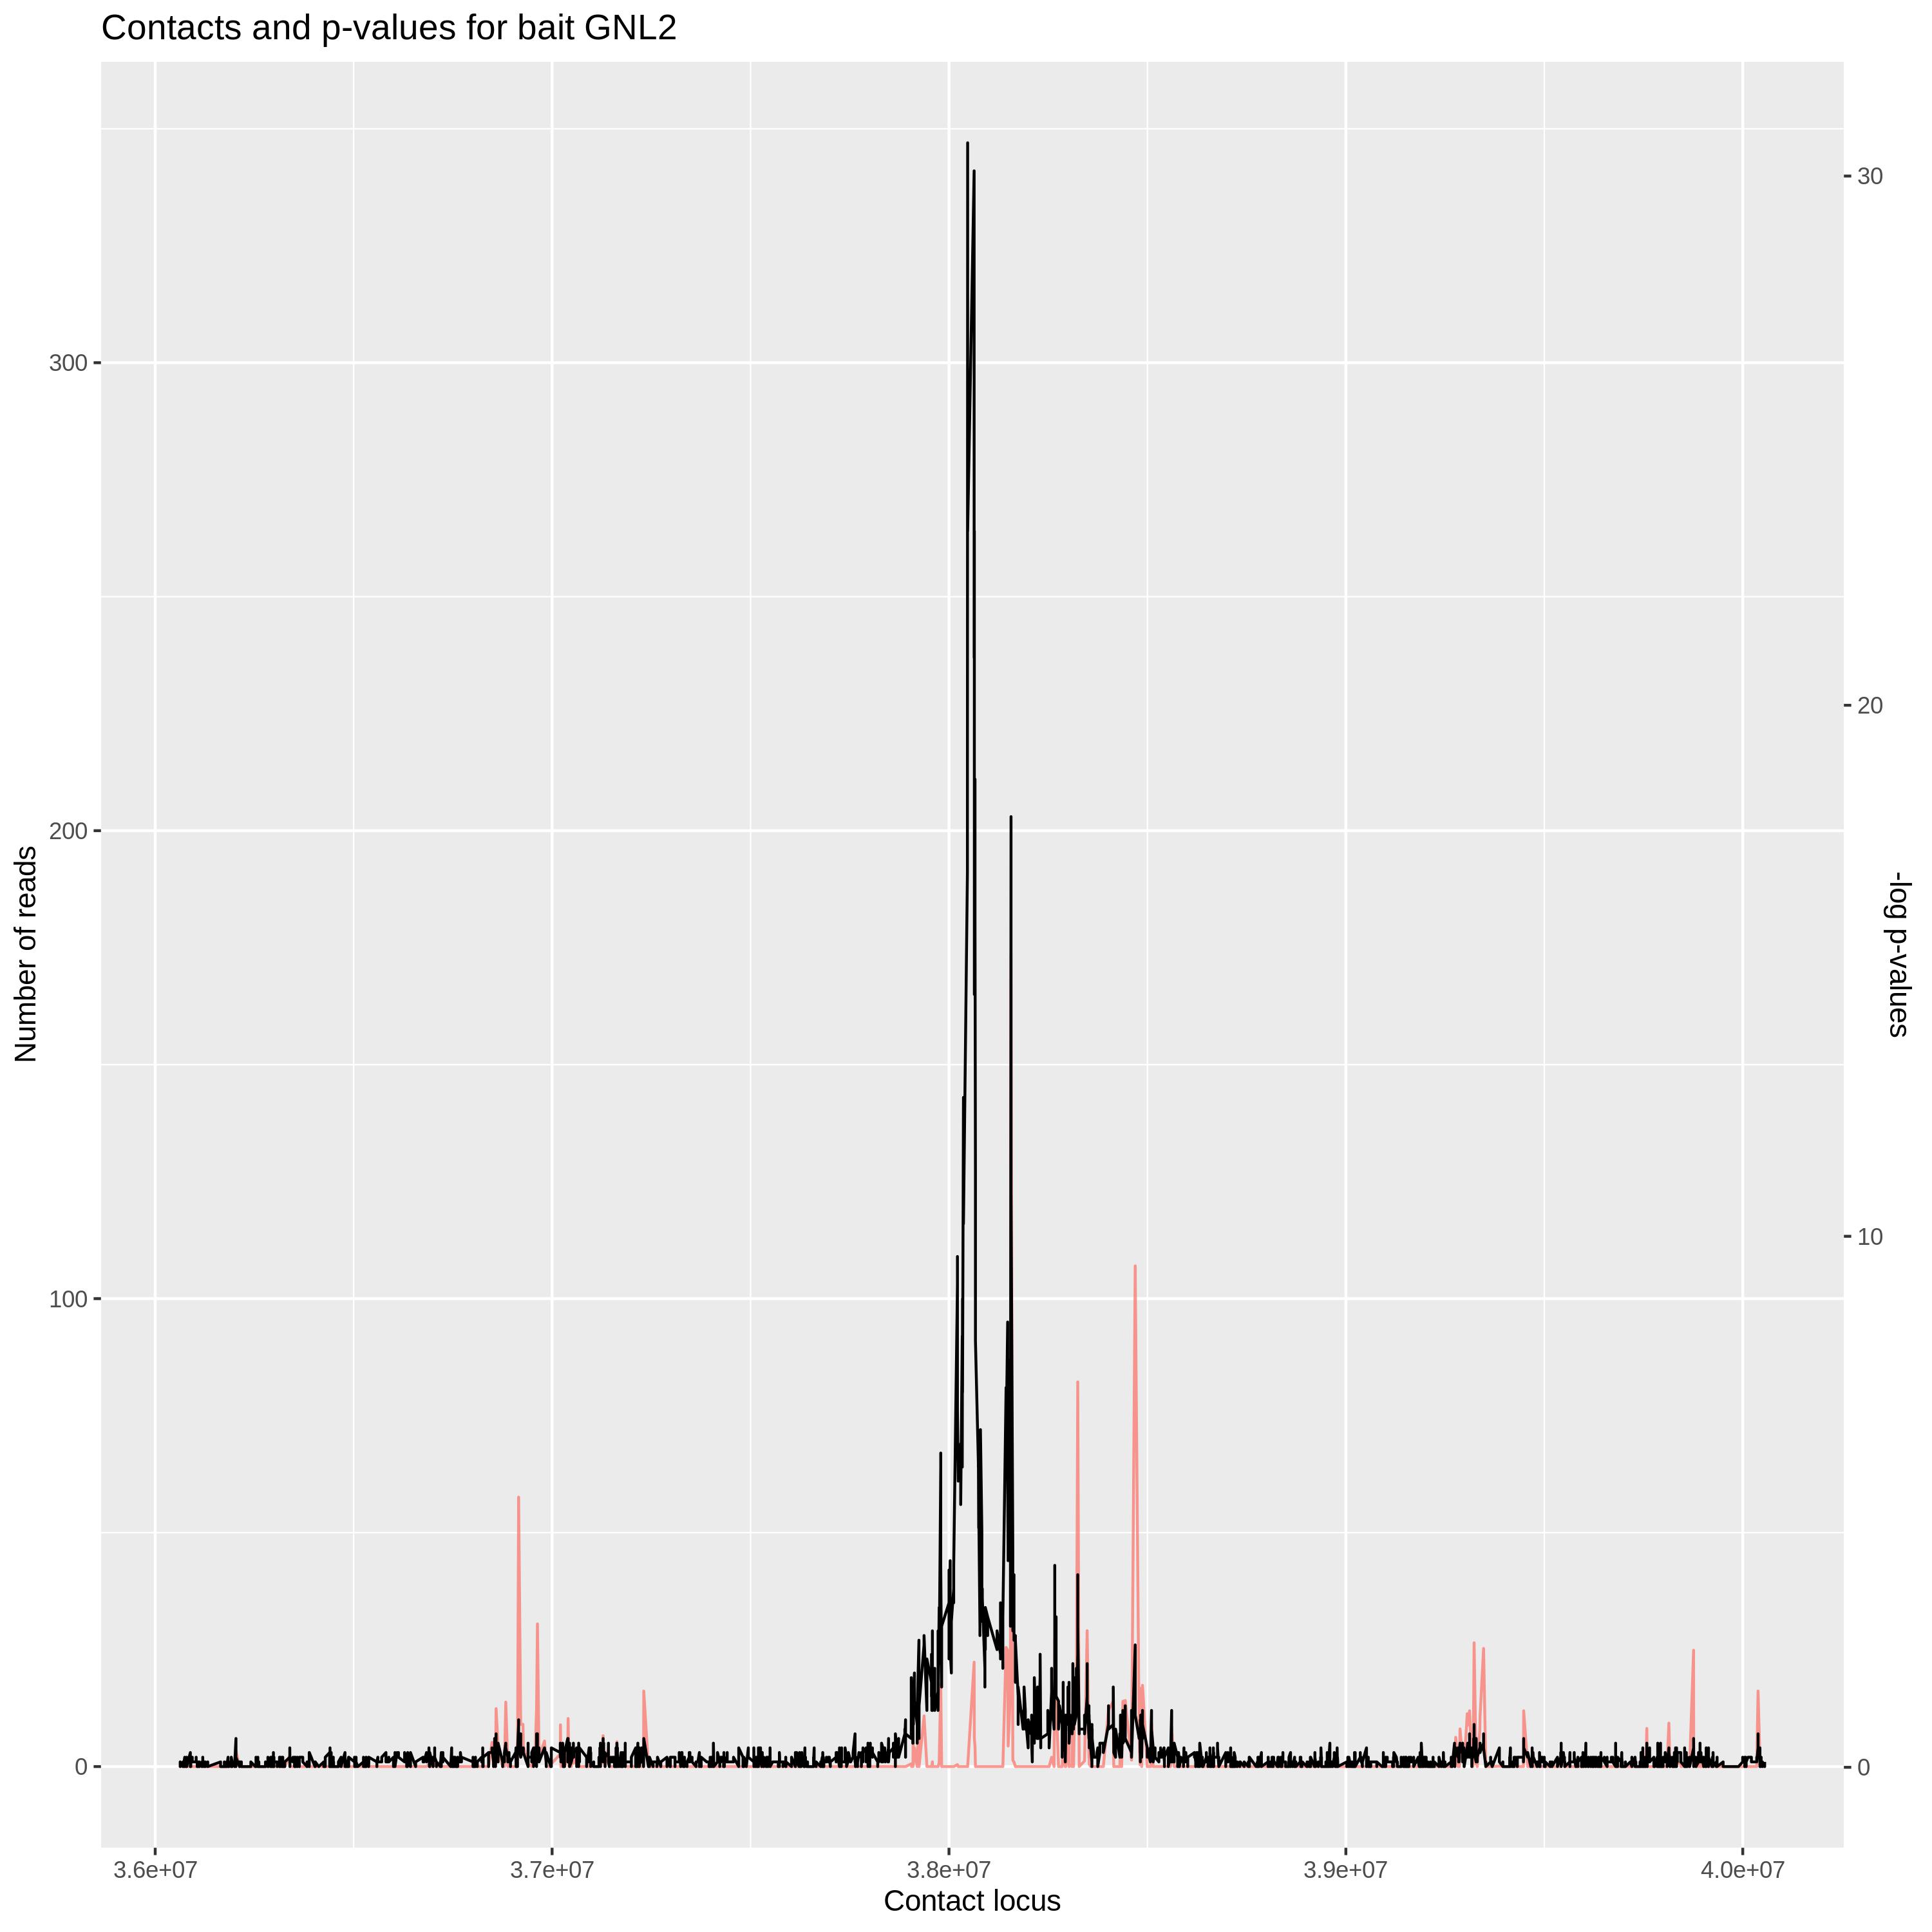 Contacts and p-values for bait GNL2
Number of reads
300
200
100
0
30
20
10
0
-log p-values
3.6e+07
3.7e+07
3.8e+07
3.9e+07
4.0e+07
Contact locus